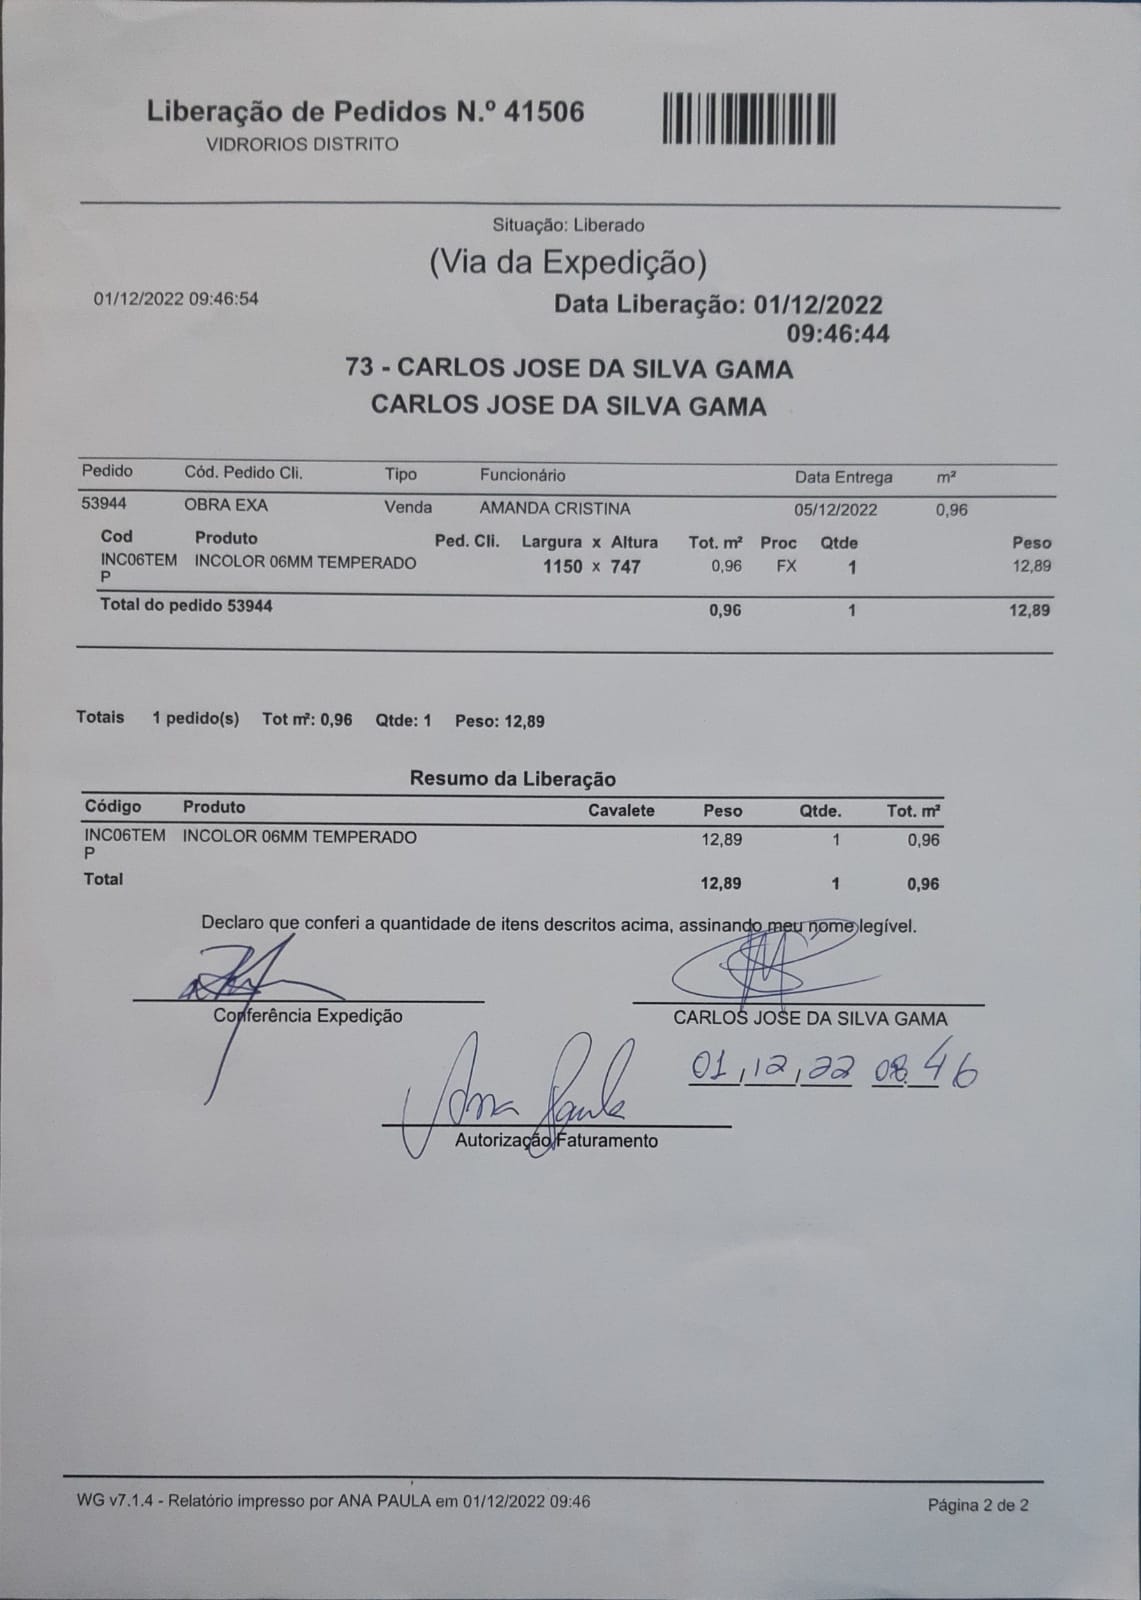 Liberação de Pedidos N.º 41506
VIDRORIOS DISTRITO
Situação: Liberado
(Via da Expedição)
01/12/2022 09:46:54
Data Liberação: 01/12/2022
09:46:44
73 - CARLOS JOSE DA SILVA GAMA
CARLOS JOSE DA SILVA GAMA
Pedido Cód. Pedido Cli. Tipo Funcionário Data Entrega m²
53944 OBRA EXA Venda AMANDA CRISTINA 05/12/2022 0,96
Cod Produto Ped. Cli. Largura x Altura Tot. m² Proc Qtde Peso
INC06TEM INCOLOR 06MM TEMPERADO 1150 x 747 0,96 FX 1 12,89
P
Total do pedido 53944 0,96 1 12,89
Totais 1 pedido(s) Tot m²: 0,96 Qtde: 1 Peso: 12,89
Resumo da Liberação
Código Produto Cavalete Peso Qtde. Tot. m²
INC06TEM INCOLOR 06MM TEMPERADO 12,89 1 0,96
P
Total 12,89 1 0,96
Declaro que conferi a quantidade de itens descritos acima, assinando meu nome legível.
Conferência Expedição CARLOS JOSE DA SILVA GAMA
01,12,22 08 46
Ana Paula
Autorização Faturamento
WG v7.1.4 - Relatório impresso por ANA PAULA em 01/12/2022 09:46
Página 2 de 2